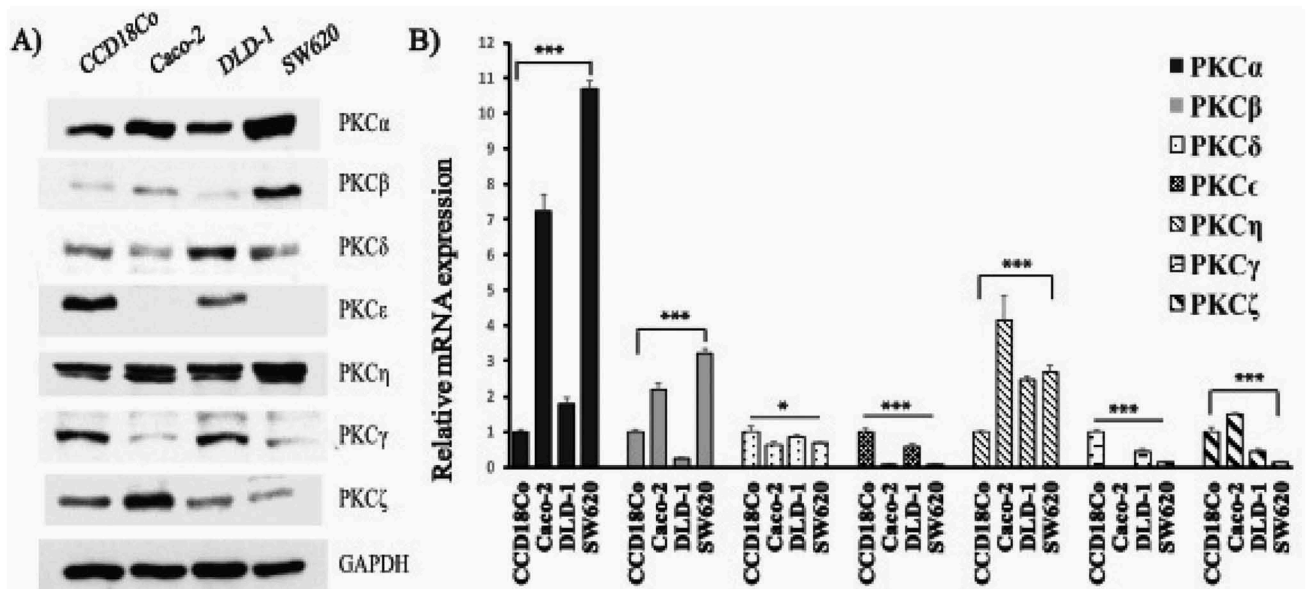 A)
CCD18Co
Caco-2
DLD-1
SW620
PKCα
PKCβ
PKCδ
PKCε
PKCη
PKCγ
PKCζ
GAPDH
B)
Relative mRNA expression
12
11
10
9
8
7
6
5
4
3
2
1
0
***
***
*
***
***
***
***
CCD18Co
Caco-2
DLD-1
SW620
CCD18Co
Caco-2
DLD-1
SW620
CCD18Co
Caco-2
DLD-1
SW620
CCD18Co
Caco-2
DLD-1
SW620
CCD18Co
Caco-2
DLD-1
SW620
CCD18Co
Caco-2
DLD-1
SW620
CCD18Co
Caco-2
DLD-1
SW620
PKCα
PKCβ
PKCδ
PKCϵ
PKCη
PKCγ
PKCζ